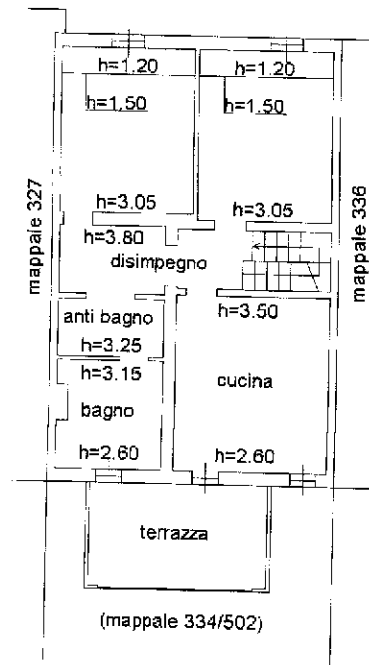 h=1.20
h=1.20
h=1.50
h=1.50
mappale 327
mappale 336
h=3.05
h=3.05
h=3.80
disimpegno
anti bagno
h=3.50
h=3.25
h=3.15
cucina
bagno
h=2.60
h=2.60
terrazza
(mappale 334/502)